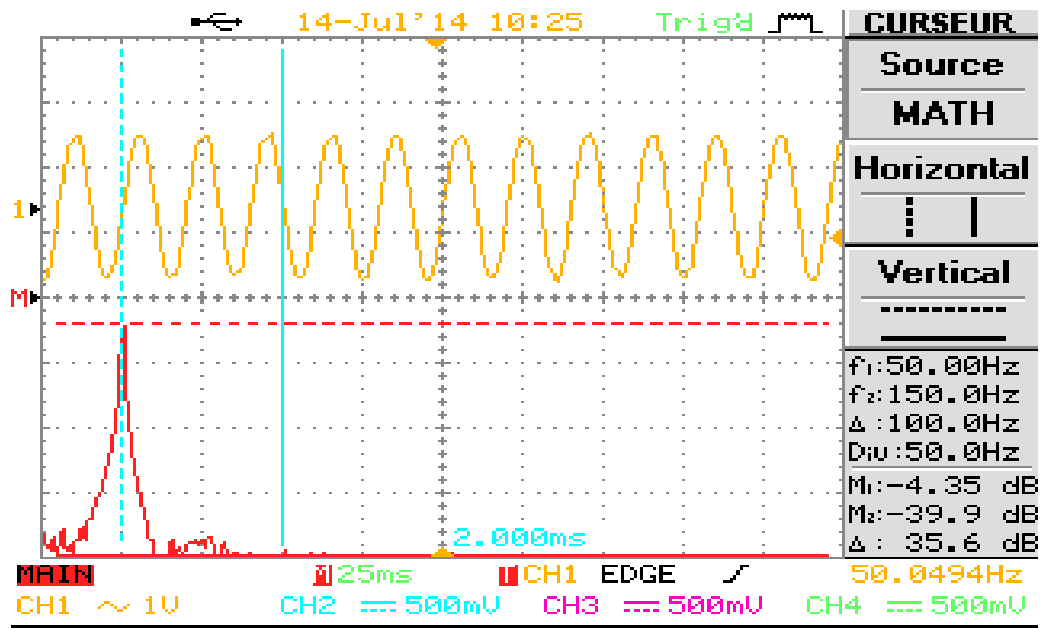 14-Jul'14 10:25 Trig'd
CURSEUR
Source
MATH
Horizontal
Vertical
1
M
2.000ms
f1:50.00Hz
f2:150.0Hz
Δ:100.0Hz
Div:50.0Hz
M1:-4.35 dB
M2:-39.9 dB
Δ: 35.6 dB
MAIN 25ms T CH1 EDGE 50.0494Hz
CH1 ~ 1V CH2 500mV CH3 500mV CH4 500mV